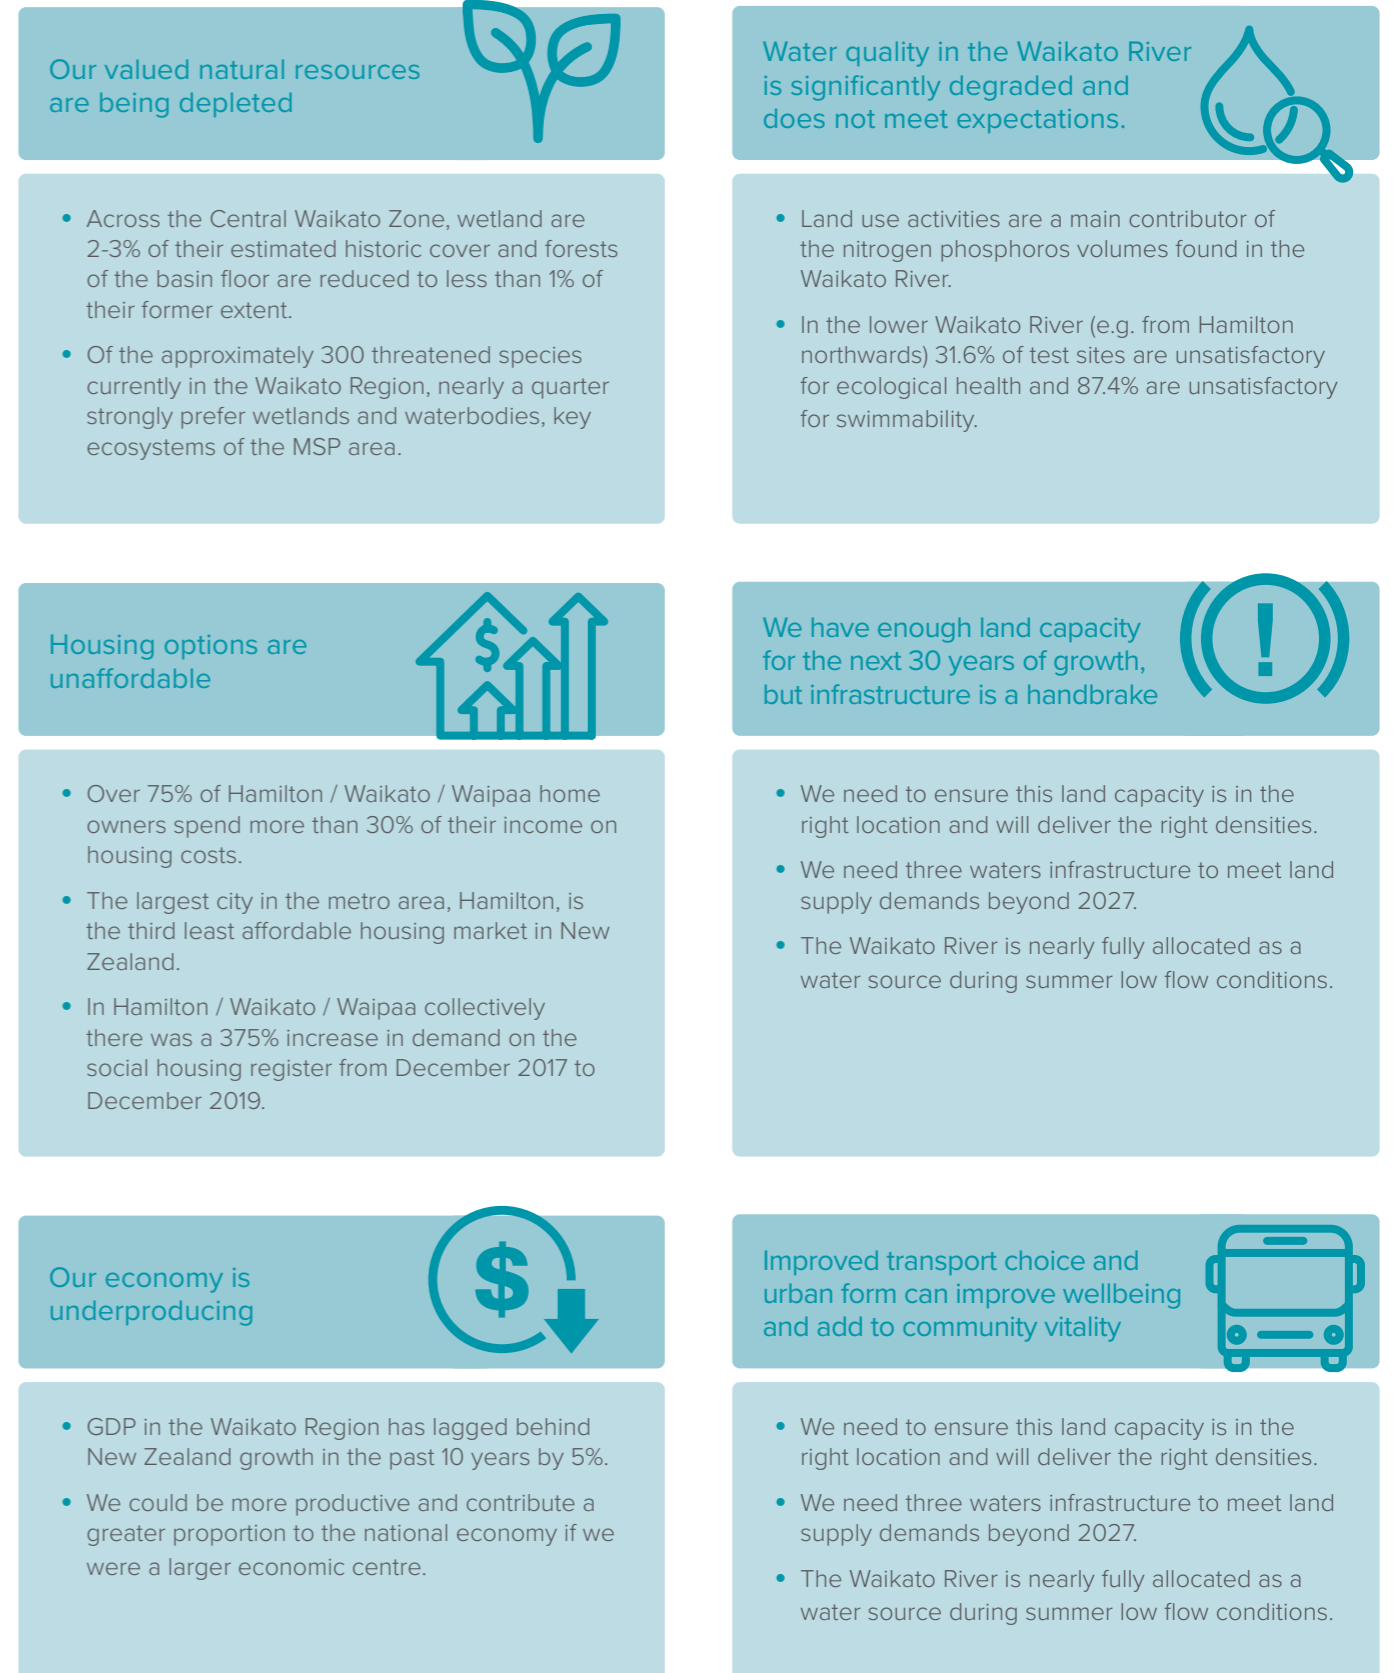 Our valued natural resources
are being depleted
• Across the Central Waikato Zone, wetland are
2-3% of their estimated historic cover and forests
of the basin floor are reduced to less than 1% of
their former extent.
• Of the approximately 300 threatened species
currently in the Waikato Region, nearly a quarter
strongly prefer wetlands and waterbodies, key
ecosystems of the MSP area.
Water quality in the Waikato River
is significantly degraded and
does not meet expectations.
• Land use activities are a main contributor of
the nitrogen phosphoros volumes found in the
Waikato River.
• In the lower Waikato River (e.g. from Hamilton
northwards) 31.6% of test sites are unsatisfactory
for ecological health and 87.4% are unsatisfactory
for swimmability.
Housing options are
unaffordable
$
• Over 75% of Hamilton / Waikato / Waipaa home
owners spend more than 30% of their income on
housing costs.
• The largest city in the metro area, Hamilton, is
the third least affordable housing market in New
Zealand.
• In Hamilton / Waikato / Waipaa collectively
there was a 375% increase in demand on the
social housing register from December 2017 to
December 2019.
We have enough land capacity
for the next 30 years of growth,
but infrastructure is a handbrake
!
• We need to ensure this land capacity is in the
right location and will deliver the right densities.
• We need three waters infrastructure to meet land
supply demands beyond 2027.
• The Waikato River is nearly fully allocated as a
water source during summer low flow conditions.
Our economy is
underproducing
$
• GDP in the Waikato Region has lagged behind
New Zealand growth in the past 10 years by 5%.
• We could be more productive and contribute a
greater proportion to the national economy if we
were a larger economic centre.
Improved transport choice and
urban form can improve wellbeing
and add to community vitality
• We need to ensure this land capacity is in the
right location and will deliver the right densities.
• We need three waters infrastructure to meet land
supply demands beyond 2027.
• The Waikato River is nearly fully allocated as a
water source during summer low flow conditions.